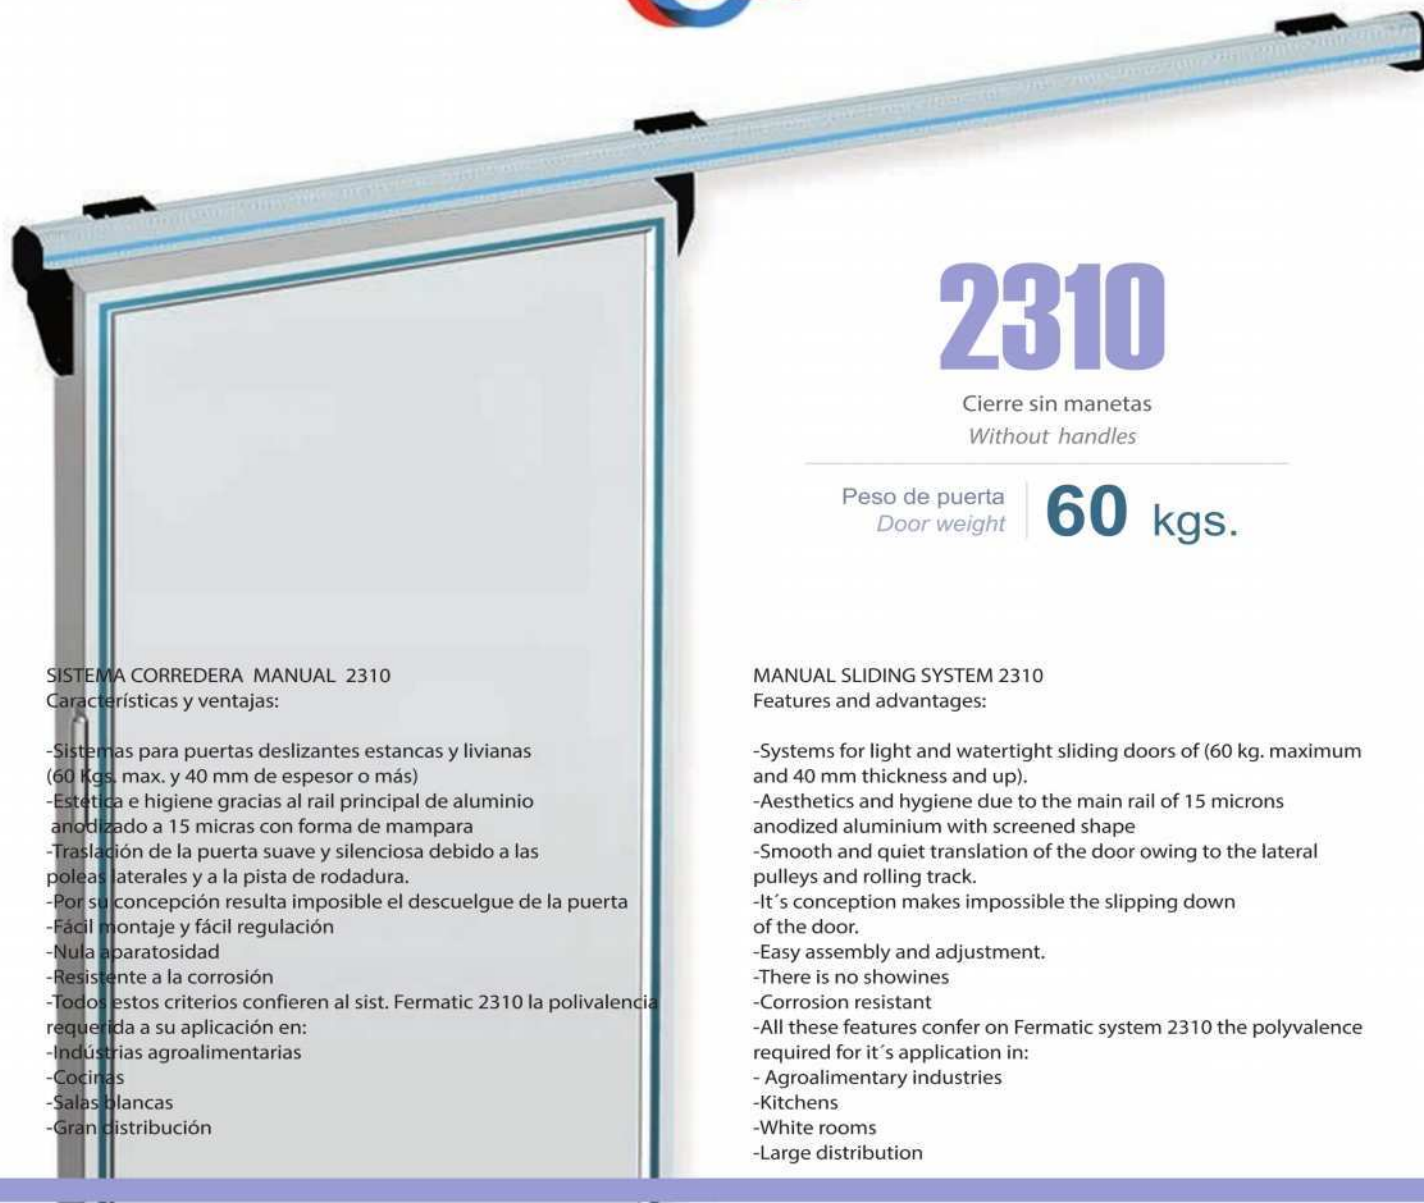 2310
Cierre sin manetas
Without handles
Peso de puerta
Door weight
60 kgs.
SISTEMA CORREDERA MANUAL 2310
Características y ventajas:
-Sistemas para puertas deslizantes estancas y livianas
(60 Kgs. max. y 40 mm de espesor o más)
-Estetica e higiene gracias al rail principal de aluminio
anodizado a 15 micras con forma de mampara
-Traslación de la puerta suave y silenciosa debido a las
poleas laterales y a la pista de rodadura.
-Por su concepción resulta imposible el descuelgue de la puerta
-Fácil montaje y fácil regulación
-Nula aparatosidad
-Resistente a la corrosión
-Todos estos criterios confieren al sist. Fermatic 2310 la polivalencia
requerida a su aplicación en:
-Indústrias agroalimentarias
-Cocinas
-Salas blancas
-Gran distribución
MANUAL SLIDING SYSTEM 2310
Features and advantages:
-Systems for light and watertight sliding doors of (60 kg. maximum
and 40 mm thickness and up).
-Aesthetics and hygiene due to the main rail of 15 microns
anodized aluminium with screened shape
-Smooth and quiet translation of the door owing to the lateral
pulleys and rolling track.
-It´s conception makes impossible the slipping down
of the door.
-Easy assembly and adjustment.
-There is no showines
-Corrosion resistant
-All these features confer on Fermatic system 2310 the polyvalence
required for it´s application in:
- Agroalimentary industries
-Kitchens
-White rooms
-Large distribution